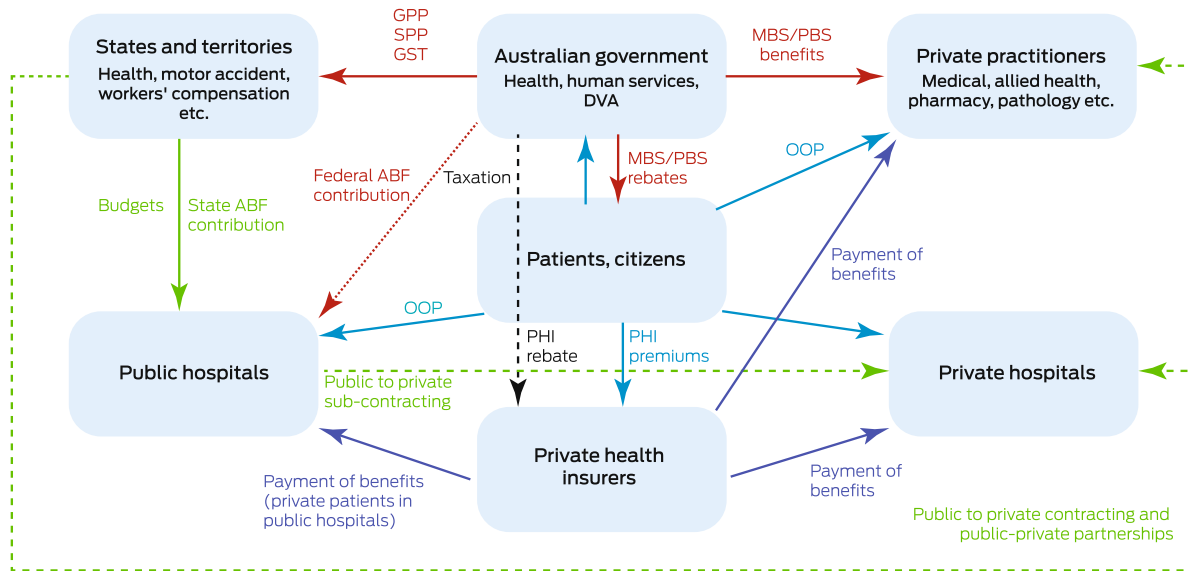 GPP
SPP
GST
States and territories
Health, motor accident,
workers' compensation
etc.
Australian government
Health, human services,
DVA
MBS/PBS
benefits
Private practitioners
Medical, allied health,
pharmacy, pathology etc.
Federal ABF
contribution
Taxation
MBS/PBS
rebates
OOP
Budgets
State ABF
contribution
Patients, citizens
Payment of
benefits
OOP
PHI
rebate
PHI
premiums
Public hospitals
Public to private
sub-contracting
Private hospitals
Private health
insurers
Payment of benefits
(private patients in
public hospitals)
Payment of
benefits
Public to private contracting and
public-private partnerships